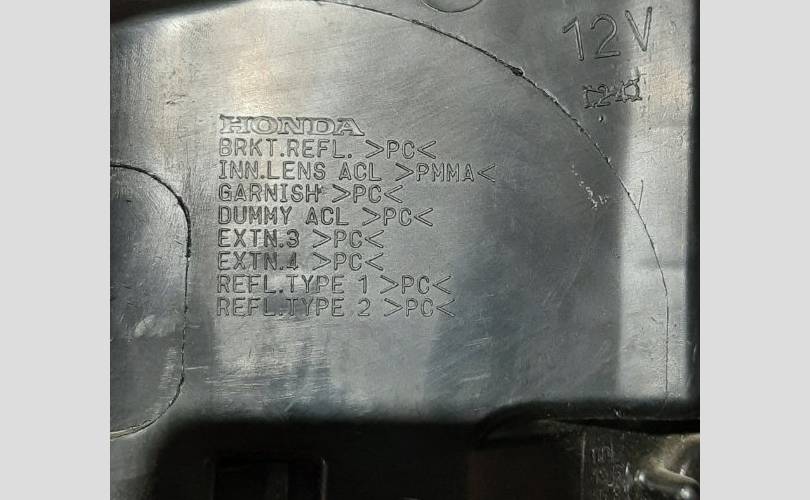 12V
HONDA
BRKT.REFL. >PC<
INN.LENS ACL >PMMA<
GARNISH >PC<
DUMMY ACL >PC<
EXTN.3 >PC<
EXTN.4 >PC<
REFL.TYPE 1 >PC<
REFL.TYPE 2 >PC<